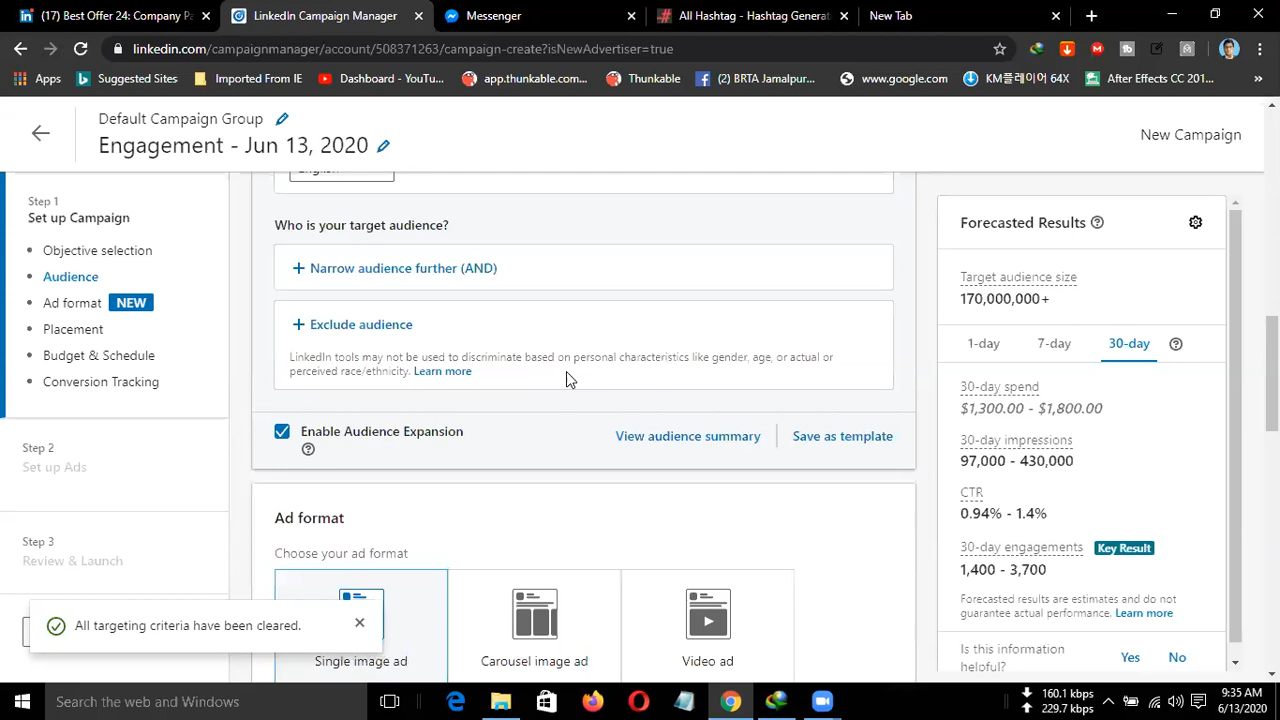 (17) Best Offer 24: Company Pa
LinkedIn Campaign Manager
Messenger
All Hashtag - Hashtag Generat
New Tab
linkedin.com/campaignmanager/account/508371263/campaign-create?isNewAdvertiser=true
Apps
Suggested Sites
Imported From IE
Dashboard - YouTu...
app.thunkable.com...
Thunkable
() BRTA Jamalpur...
www.google.com
KM플레이어 64X
After Effects CC 201...
Default Campaign Group
Engagement - Jun 13, 2020
New Campaign
Step 1
Set up Campaign
Objective selection
Audience
Ad format NEW
Placement
Budget & Schedule
Conversion Tracking
Step 2
Set up Ads
Step 3
Review & Launch
All targeting criteria have been cleared.
English
Who is your target audience?
+ Narrow audience further (AND)
+ Exclude audience
LinkedIn tools may not be used to discriminate based on personal characteristics like gender, age, or actual or
perceived race/ethnicity. Learn more
Enable Audience Expansion
View audience summary
Save as template
Ad format
Choose your ad format
Single image ad
Carousel image ad
Video ad
Forecasted Results
Target audience size
170,000,000+
1-day
7-day
30-day
30-day spend
$1,300.00 - $1,800.00
30-day impressions
97,000 - 430,000
CTR
0.94% - 1.4%
30-day engagements Key Result
1,400 - 3,700
Forecasted results are estimates and do not
guarantee actual performance. Learn more
Is this information
helpful?
Yes
No
Search the web and Windows
160.1 kbps
229.7 kbps
9:35 AM
6/13/2020